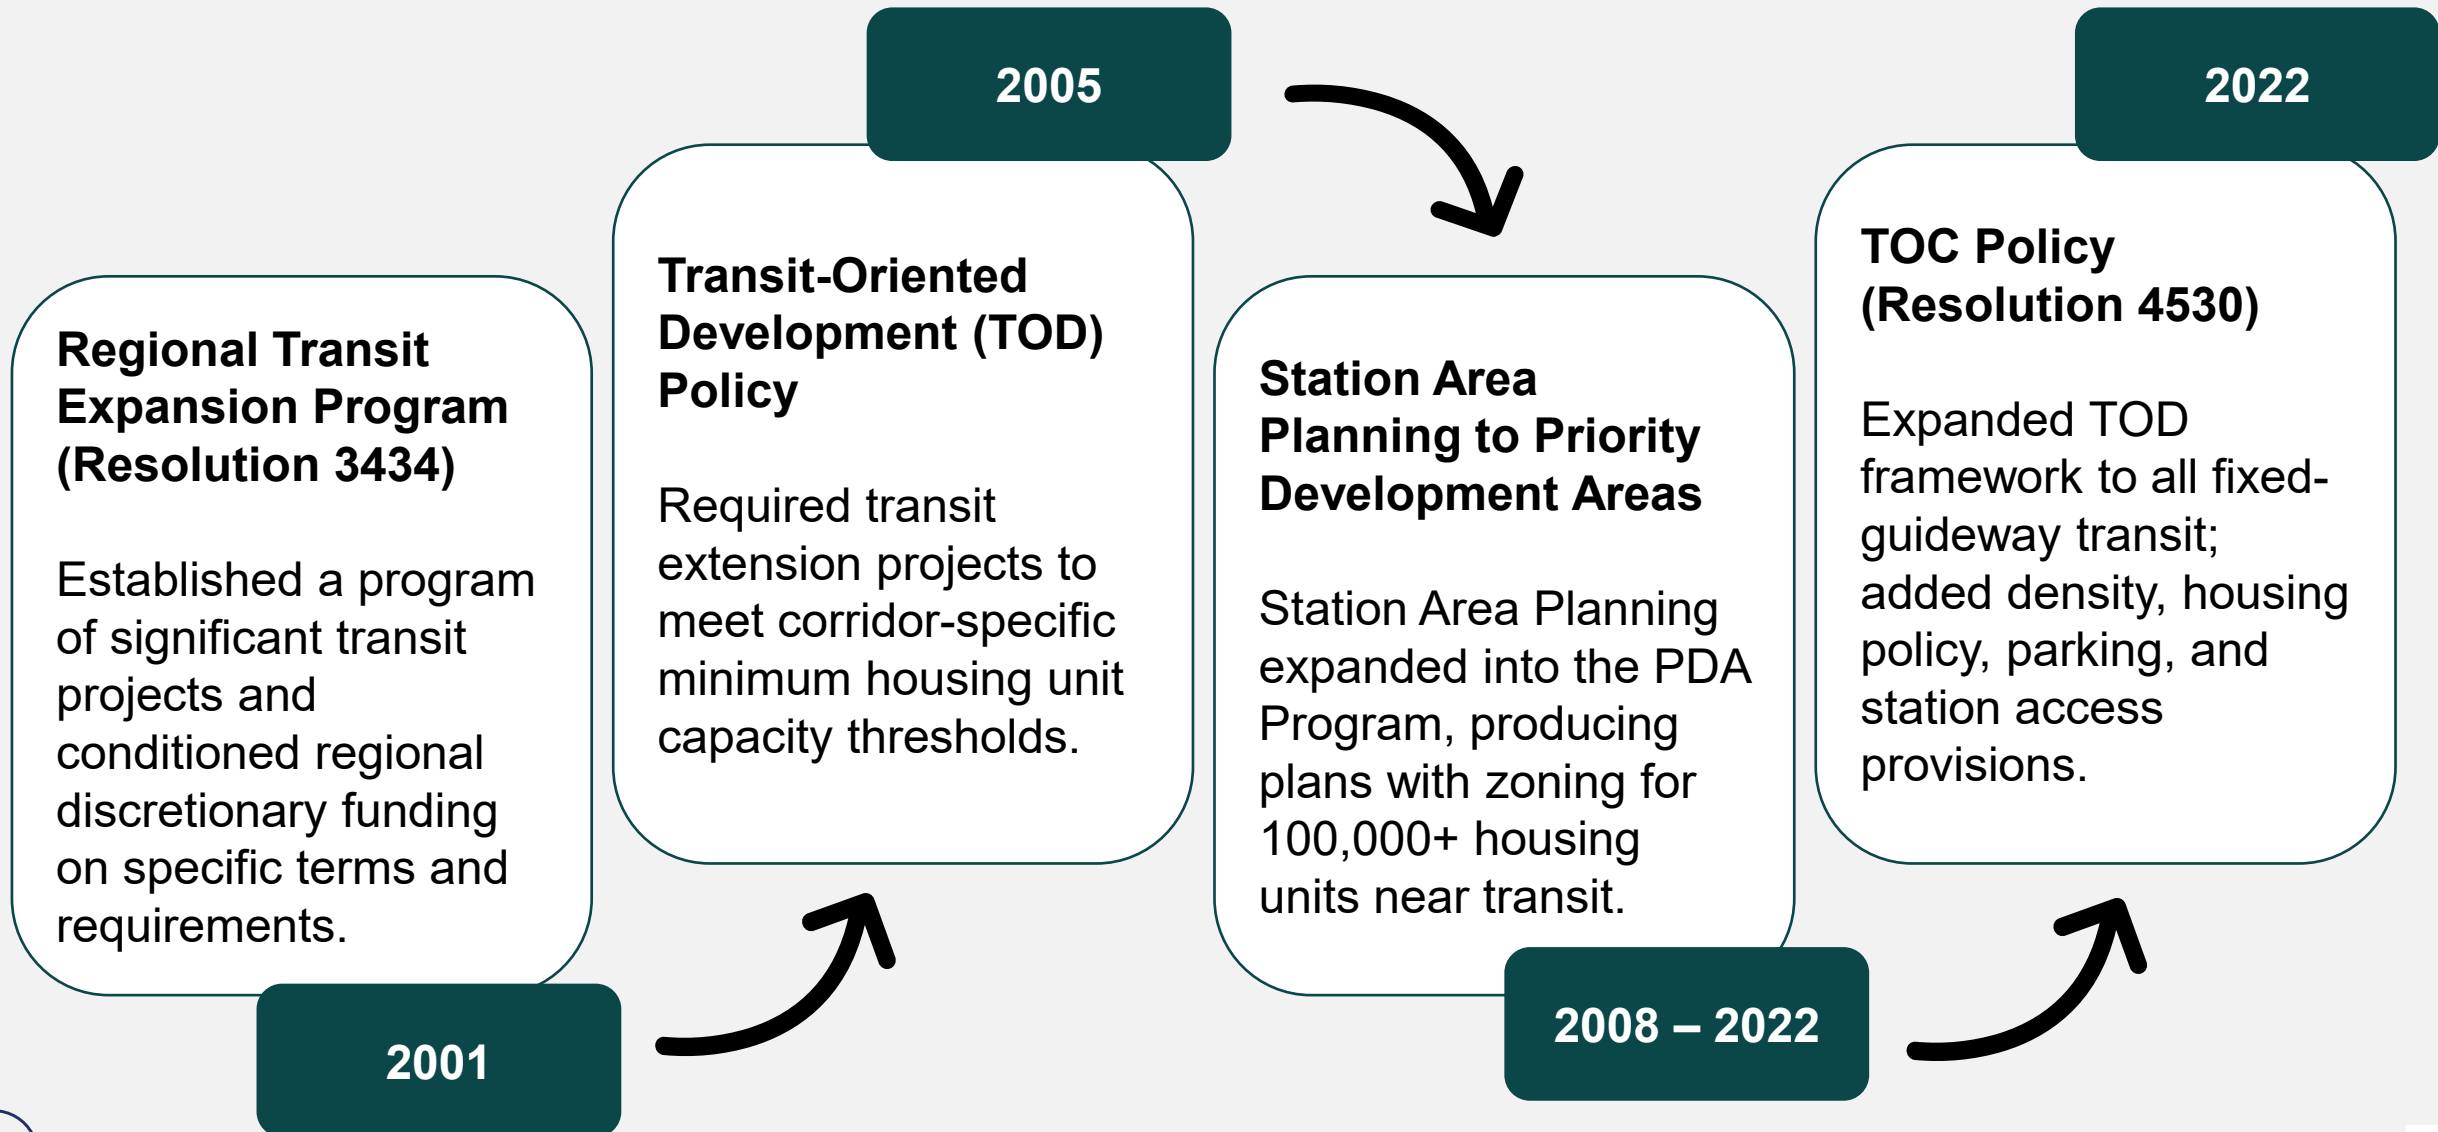 Regional Transit
Expansion Program
(Resolution 3434)
Established a program
of significant transit
projects and
conditioned regional
discretionary funding
on specific terms and
requirements.
2001
2005
Transit-Oriented
Development (TOD)
Policy
Required transit
extension projects to
meet corridor-specific
minimum housing unit
capacity thresholds.
Station Area
Planning to Priority
Development Areas
Station Area Planning
expanded into the PDA
Program, producing
plans with zoning for
100,000+ housing
units near transit.
2008 – 2022
2022
TOC Policy
(Resolution 4530)
Expanded TOD
framework to all fixed-
guideway transit;
added density, housing
policy, parking, and
station access
provisions.